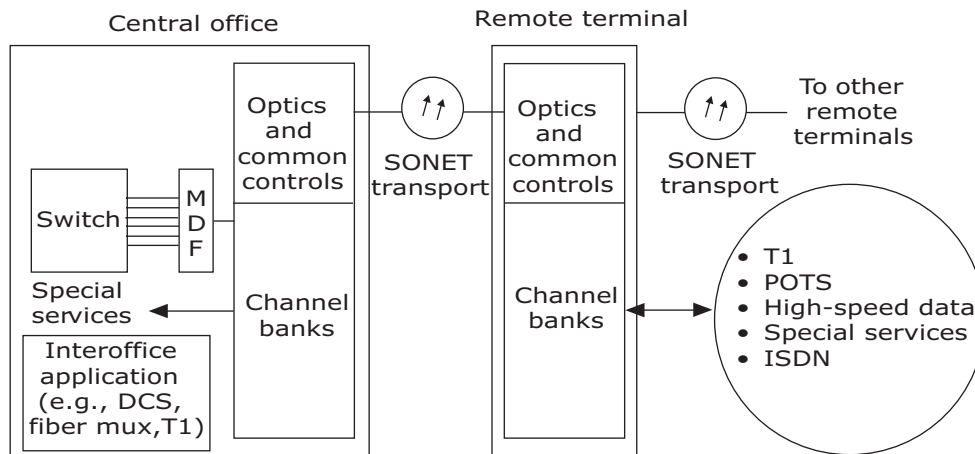 Central office
Remote terminal
Optics
and
common
controls
SONET
transport
Optics
and
common
controls
SONET
transport
To other
remote
terminals
Switch
M
D
F
Special
services
Channel
banks
Channel
banks
• T1
• POTS
• High-speed data
• Special services
• ISDN
Interoffice
application
(e.g., DCS,
fiber mux,T1)